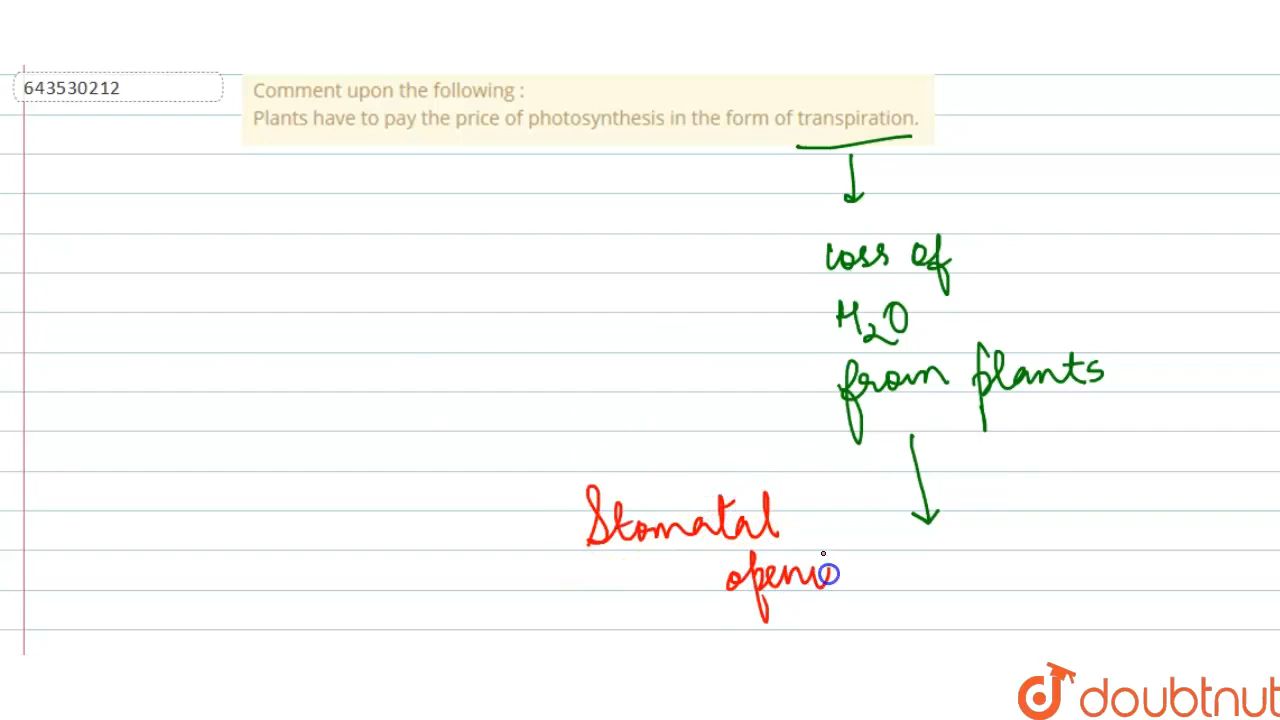 643530212
Comment upon the following :
Plants have to pay the price of photosynthesis in the form of transpiration.
loss of
H2O
from plants
Stomatal
openi
doubtnut